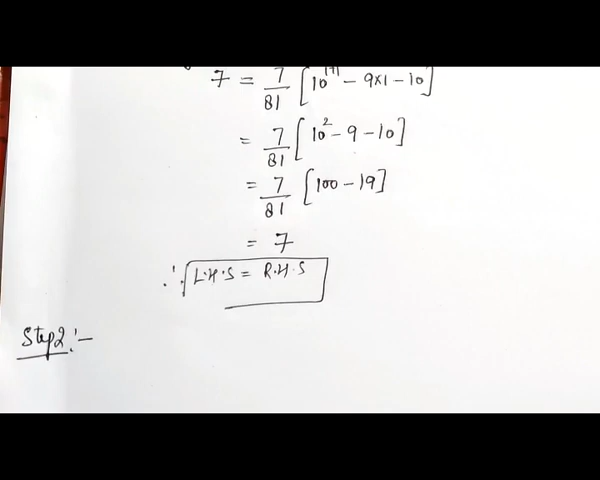 7 = 7/81 [10^1+1 - 9×1 - 10]
= 7/81 [10^2 - 9 - 10]
= 7/81 [100 - 19]
= 7
∴ L.H.S = R.H.S
Step2:-